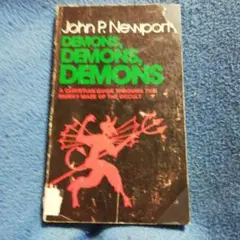 John P. Newport
DEMONS,
DEMONS,
DEMONS
A CHRISTIAN GUIDE THROUGH THE
MURKY MAZE OF THE OCCULT